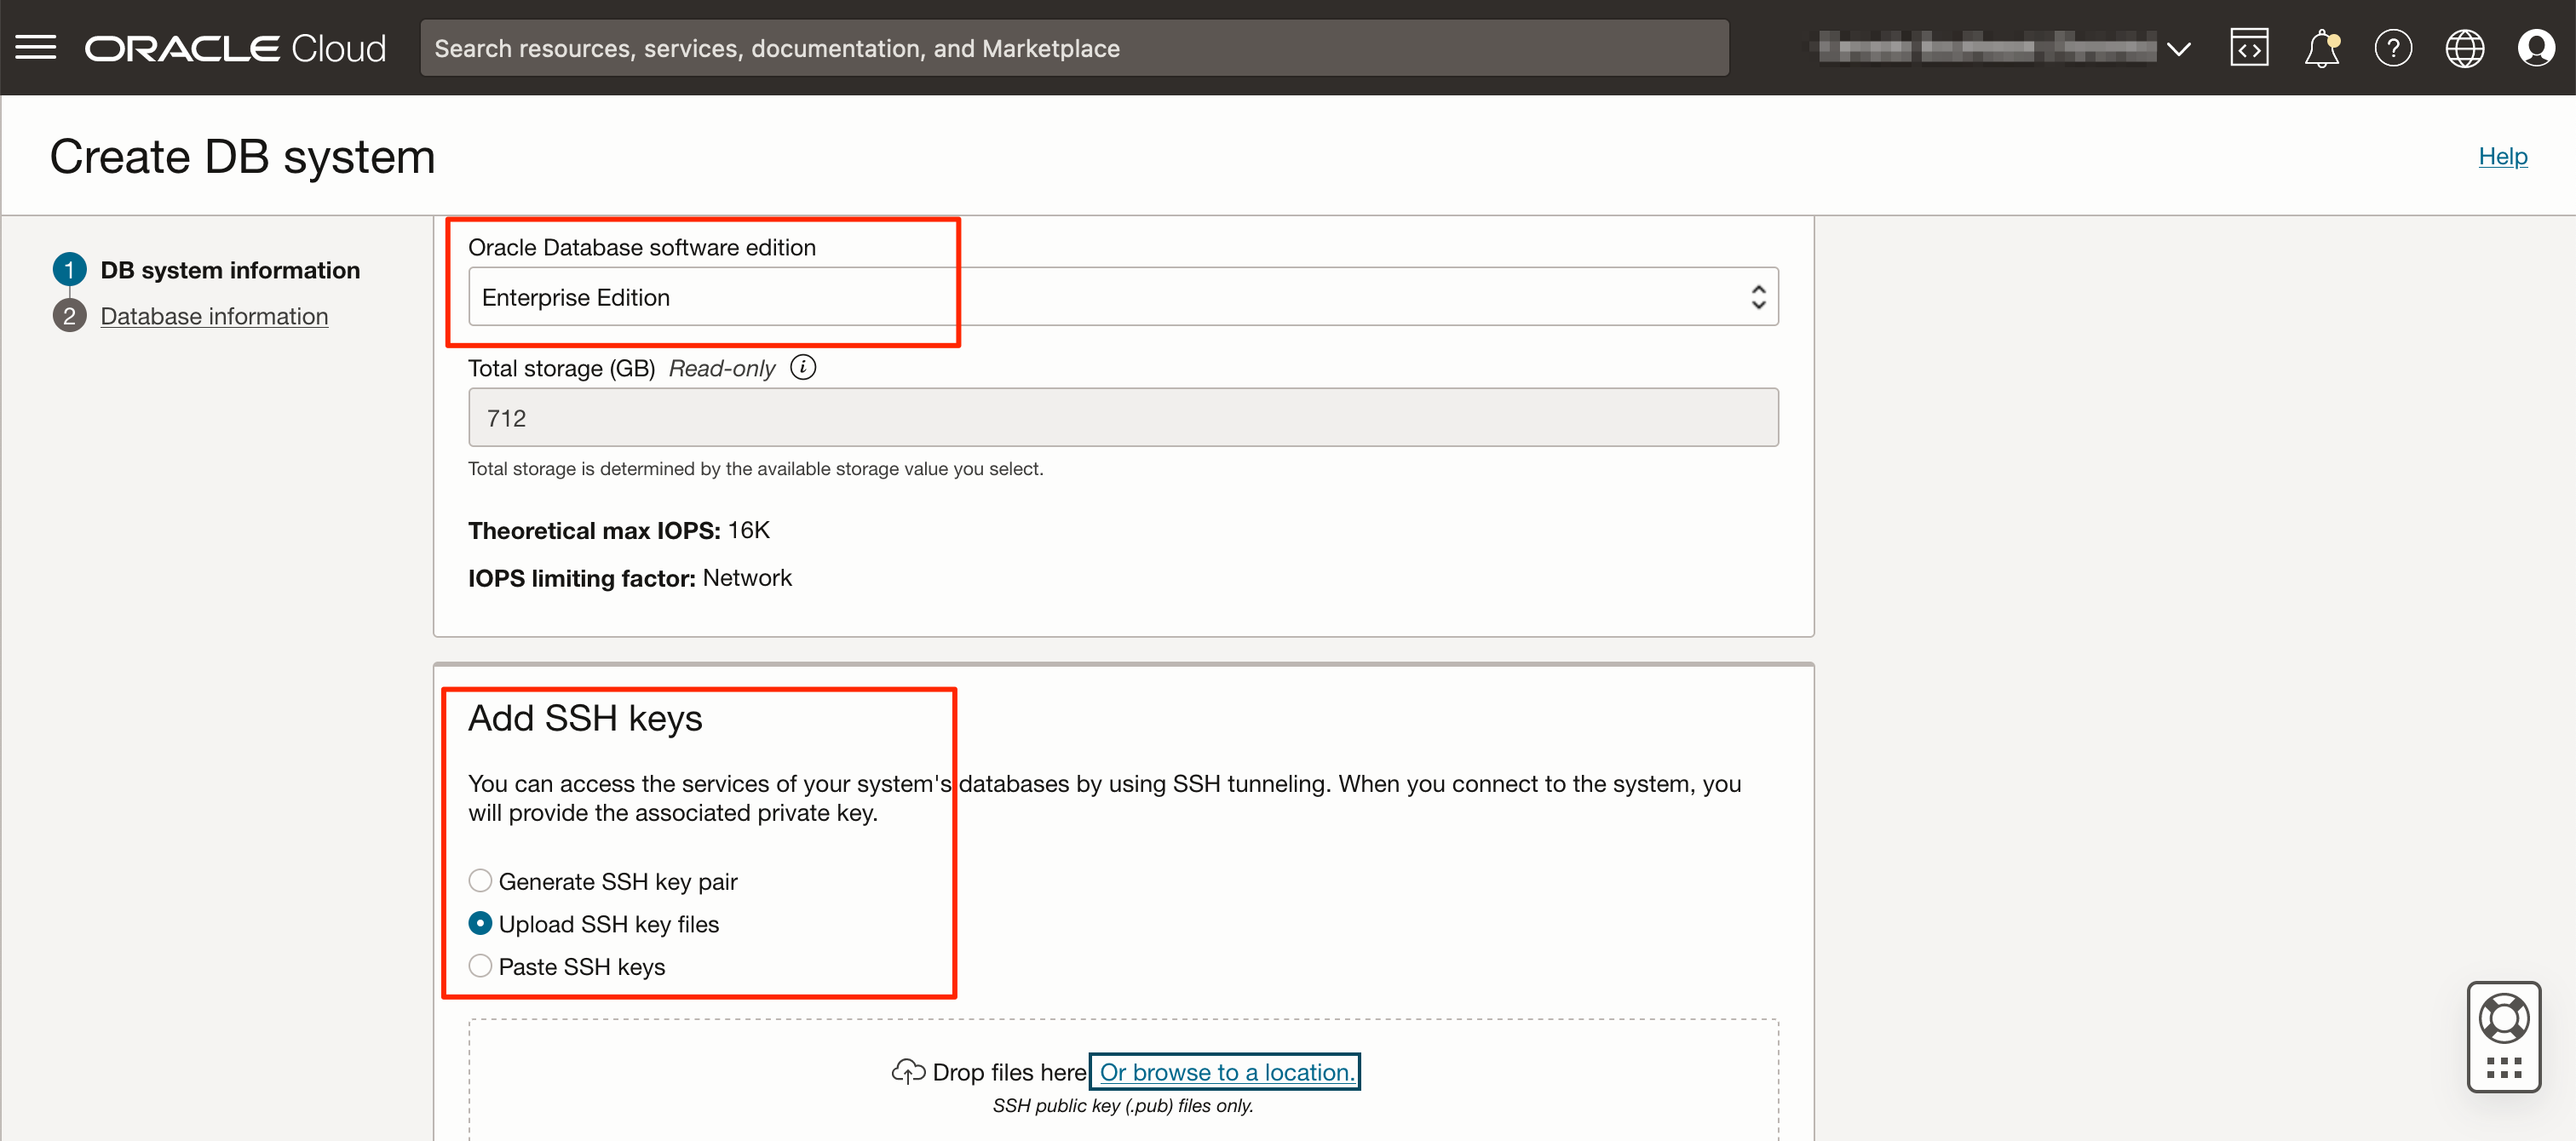 ORACLE Cloud
Search resources, services, documentation, and Marketplace
Create DB system
Help
1 DB system information
2 Database information
Oracle Database software edition
Enterprise Edition
Total storage (GB) Read-only
712
Total storage is determined by the available storage value you select.
Theoretical max IOPS: 16K
IOPS limiting factor: Network
Add SSH keys
You can access the services of your system's databases by using SSH tunneling. When you connect to the system, you
will provide the associated private key.
Generate SSH key pair
Upload SSH key files
Paste SSH keys
Drop files here Or browse to a location.
SSH public key (.pub) files only.